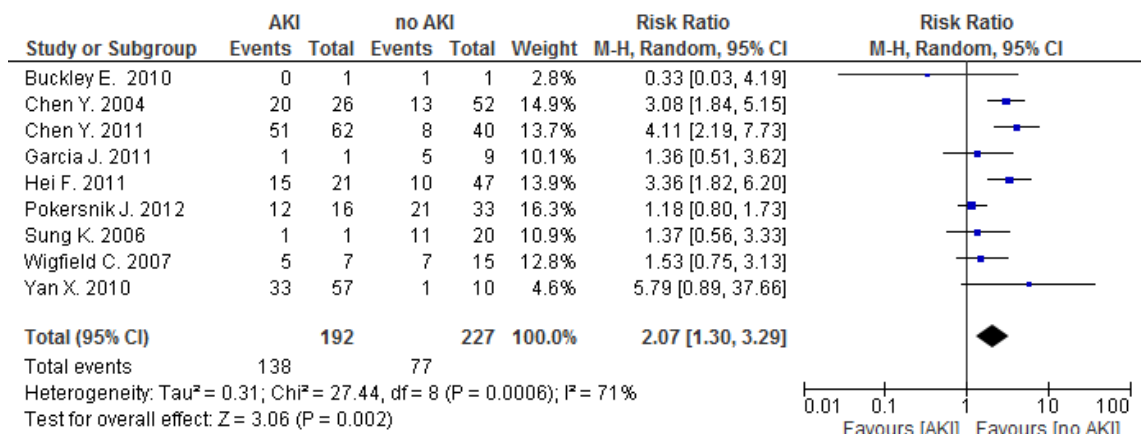 AKI no AKI Risk Ratio Risk Ratio
Study or Subgroup Events Total Events Total Weight M-H, Random, 95% CI M-H, Random, 95% CI
Buckley E. 2010 0 1 1 1 2.8% 0.33 [0.03, 4.19]
Chen Y. 2004 20 26 13 52 14.9% 3.08 [1.84, 5.15]
Chen Y. 2011 51 62 8 40 13.7% 4.11 [2.19, 7.73]
Garcia J. 2011 1 1 5 9 10.1% 1.36 [0.51, 3.62]
Hei F. 2011 15 21 10 47 13.9% 3.36 [1.82, 6.20]
Pokersnik J. 2012 12 16 21 33 16.3% 1.18 [0.80, 1.73]
Sung K. 2006 1 1 11 20 10.9% 1.37 [0.56, 3.33]
Wigfield C. 2007 5 7 7 15 12.8% 1.53 [0.75, 3.13]
Yan X. 2010 33 57 1 10 4.6% 5.79 [0.89, 37.66]
Total (95% CI) 192 227 100.0% 2.07 [1.30, 3.29]
Total events 138 77
Heterogeneity: Tau² = 0.31; Chi² = 27.44, df = 8 (P = 0.0006); I² = 71%
Test for overall effect: Z = 3.06 (P = 0.002)
0.01 0.1 1 10 100
Favours [AKI] Favours [no AKI]